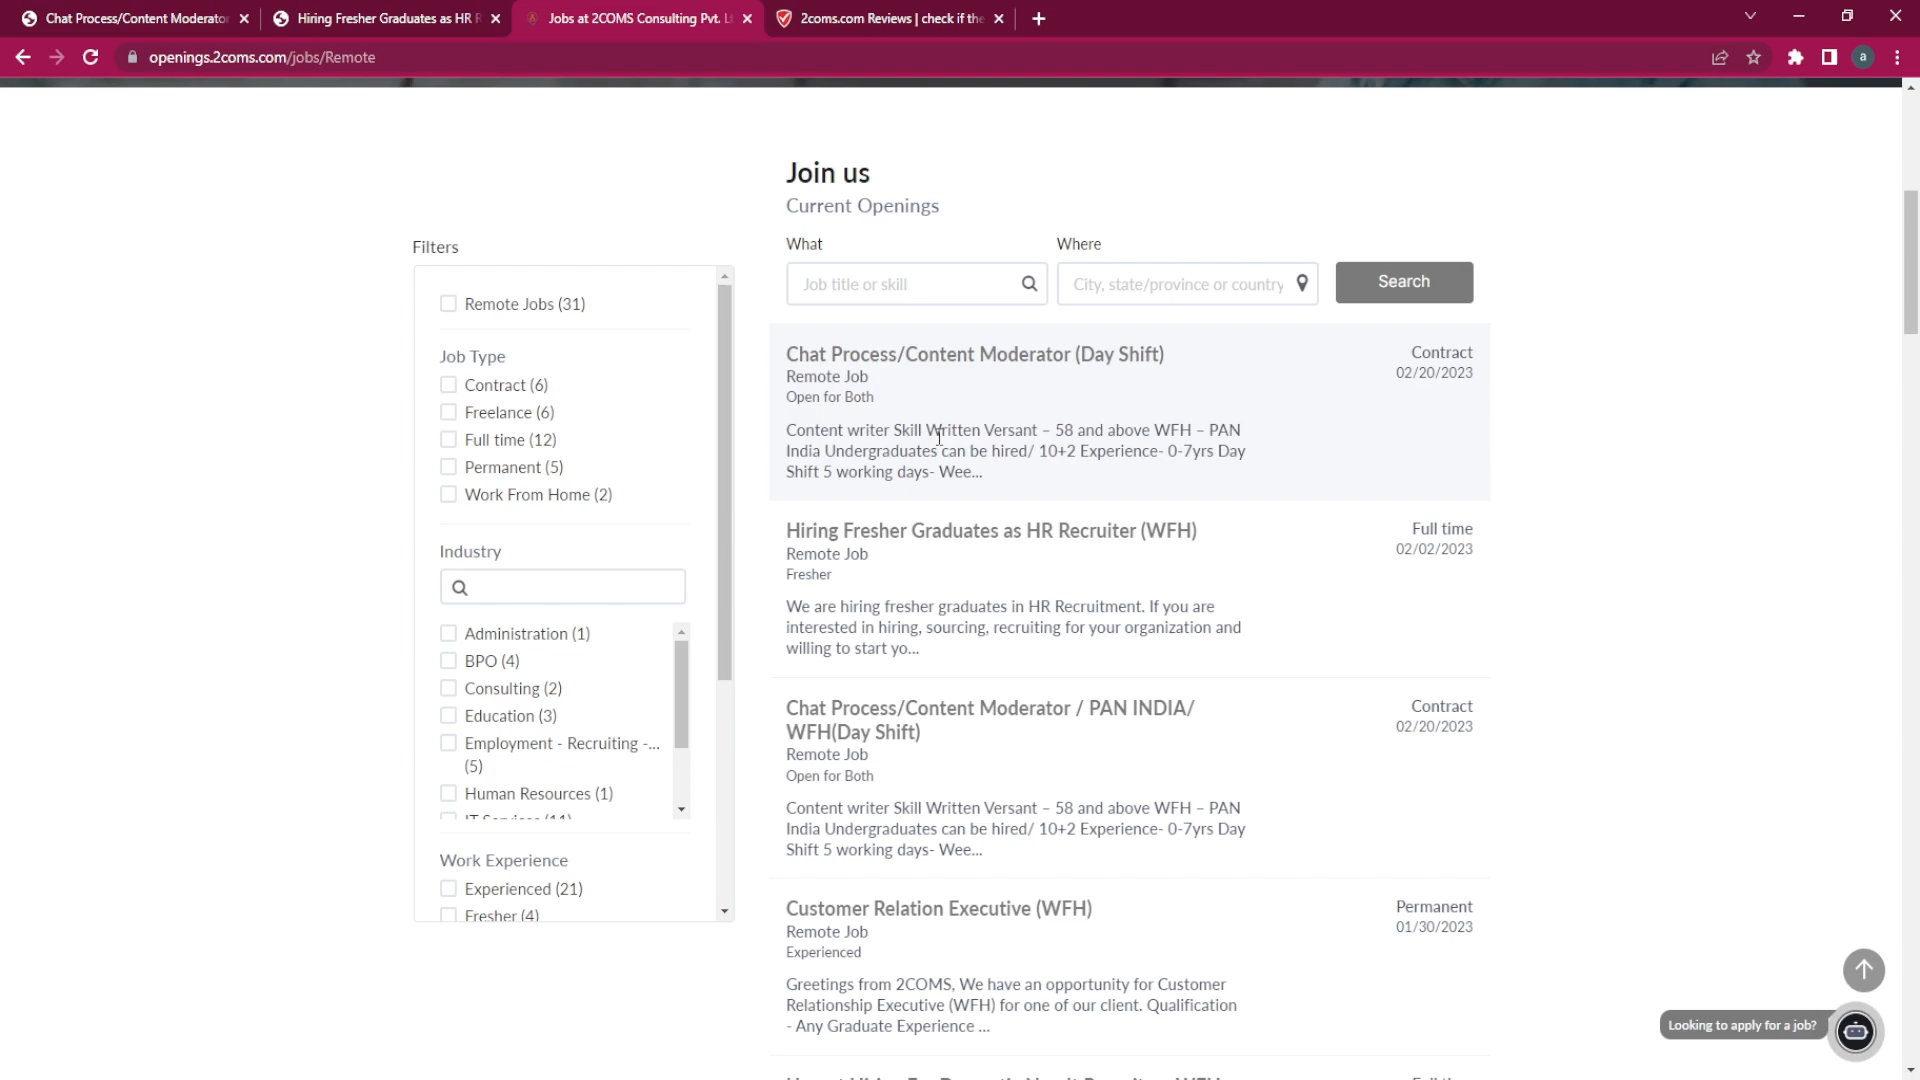 Chat Process/Content Moderator
Hiring Fresher Graduates as HR R
Jobs at 2COMS Consulting Pvt. Lt
2coms.com Reviews | check if the
openings.2coms.com/jobs/Remote
a
Join us
Current Openings
What
Where
Job title or skill
City, state/province or country
Search
Filters
Remote Jobs (31)
Job Type
Contract (6)
Freelance (6)
Full time (12)
Permanent (5)
Work From Home (2)
Industry
Administration (1)
BPO (4)
Consulting (2)
Education (3)
Employment - Recruiting -...
(5)
Human Resources (1)
IT Services (11)
Work Experience
Experienced (21)
Fresher (4)
Chat Process/Content Moderator (Day Shift)
Contract
Remote Job
02/20/2023
Open for Both
Content writer Skill Written Versant – 58 and above WFH – PAN
India Undergraduates can be hired/ 10+2 Experience- 0-7yrs Day
Shift 5 working days- Wee...
Hiring Fresher Graduates as HR Recruiter (WFH)
Full time
Remote Job
02/02/2023
Fresher
We are hiring fresher graduates in HR Recruitment. If you are
interested in hiring, sourcing, recruiting for your organization and
willing to start yo...
Chat Process/Content Moderator / PAN INDIA/
WFH(Day Shift)
Contract
02/20/2023
Remote Job
Open for Both
Content writer Skill Written Versant – 58 and above WFH – PAN
India Undergraduates can be hired/ 10+2 Experience- 0-7yrs Day
Shift 5 working days- Wee...
Customer Relation Executive (WFH)
Permanent
Remote Job
01/30/2023
Experienced
Greetings from 2COMS, We have an opportunity for Customer
Relationship Executive (WFH) for one of our client. Qualification
- Any Graduate Experience ...
Looking to apply for a job?